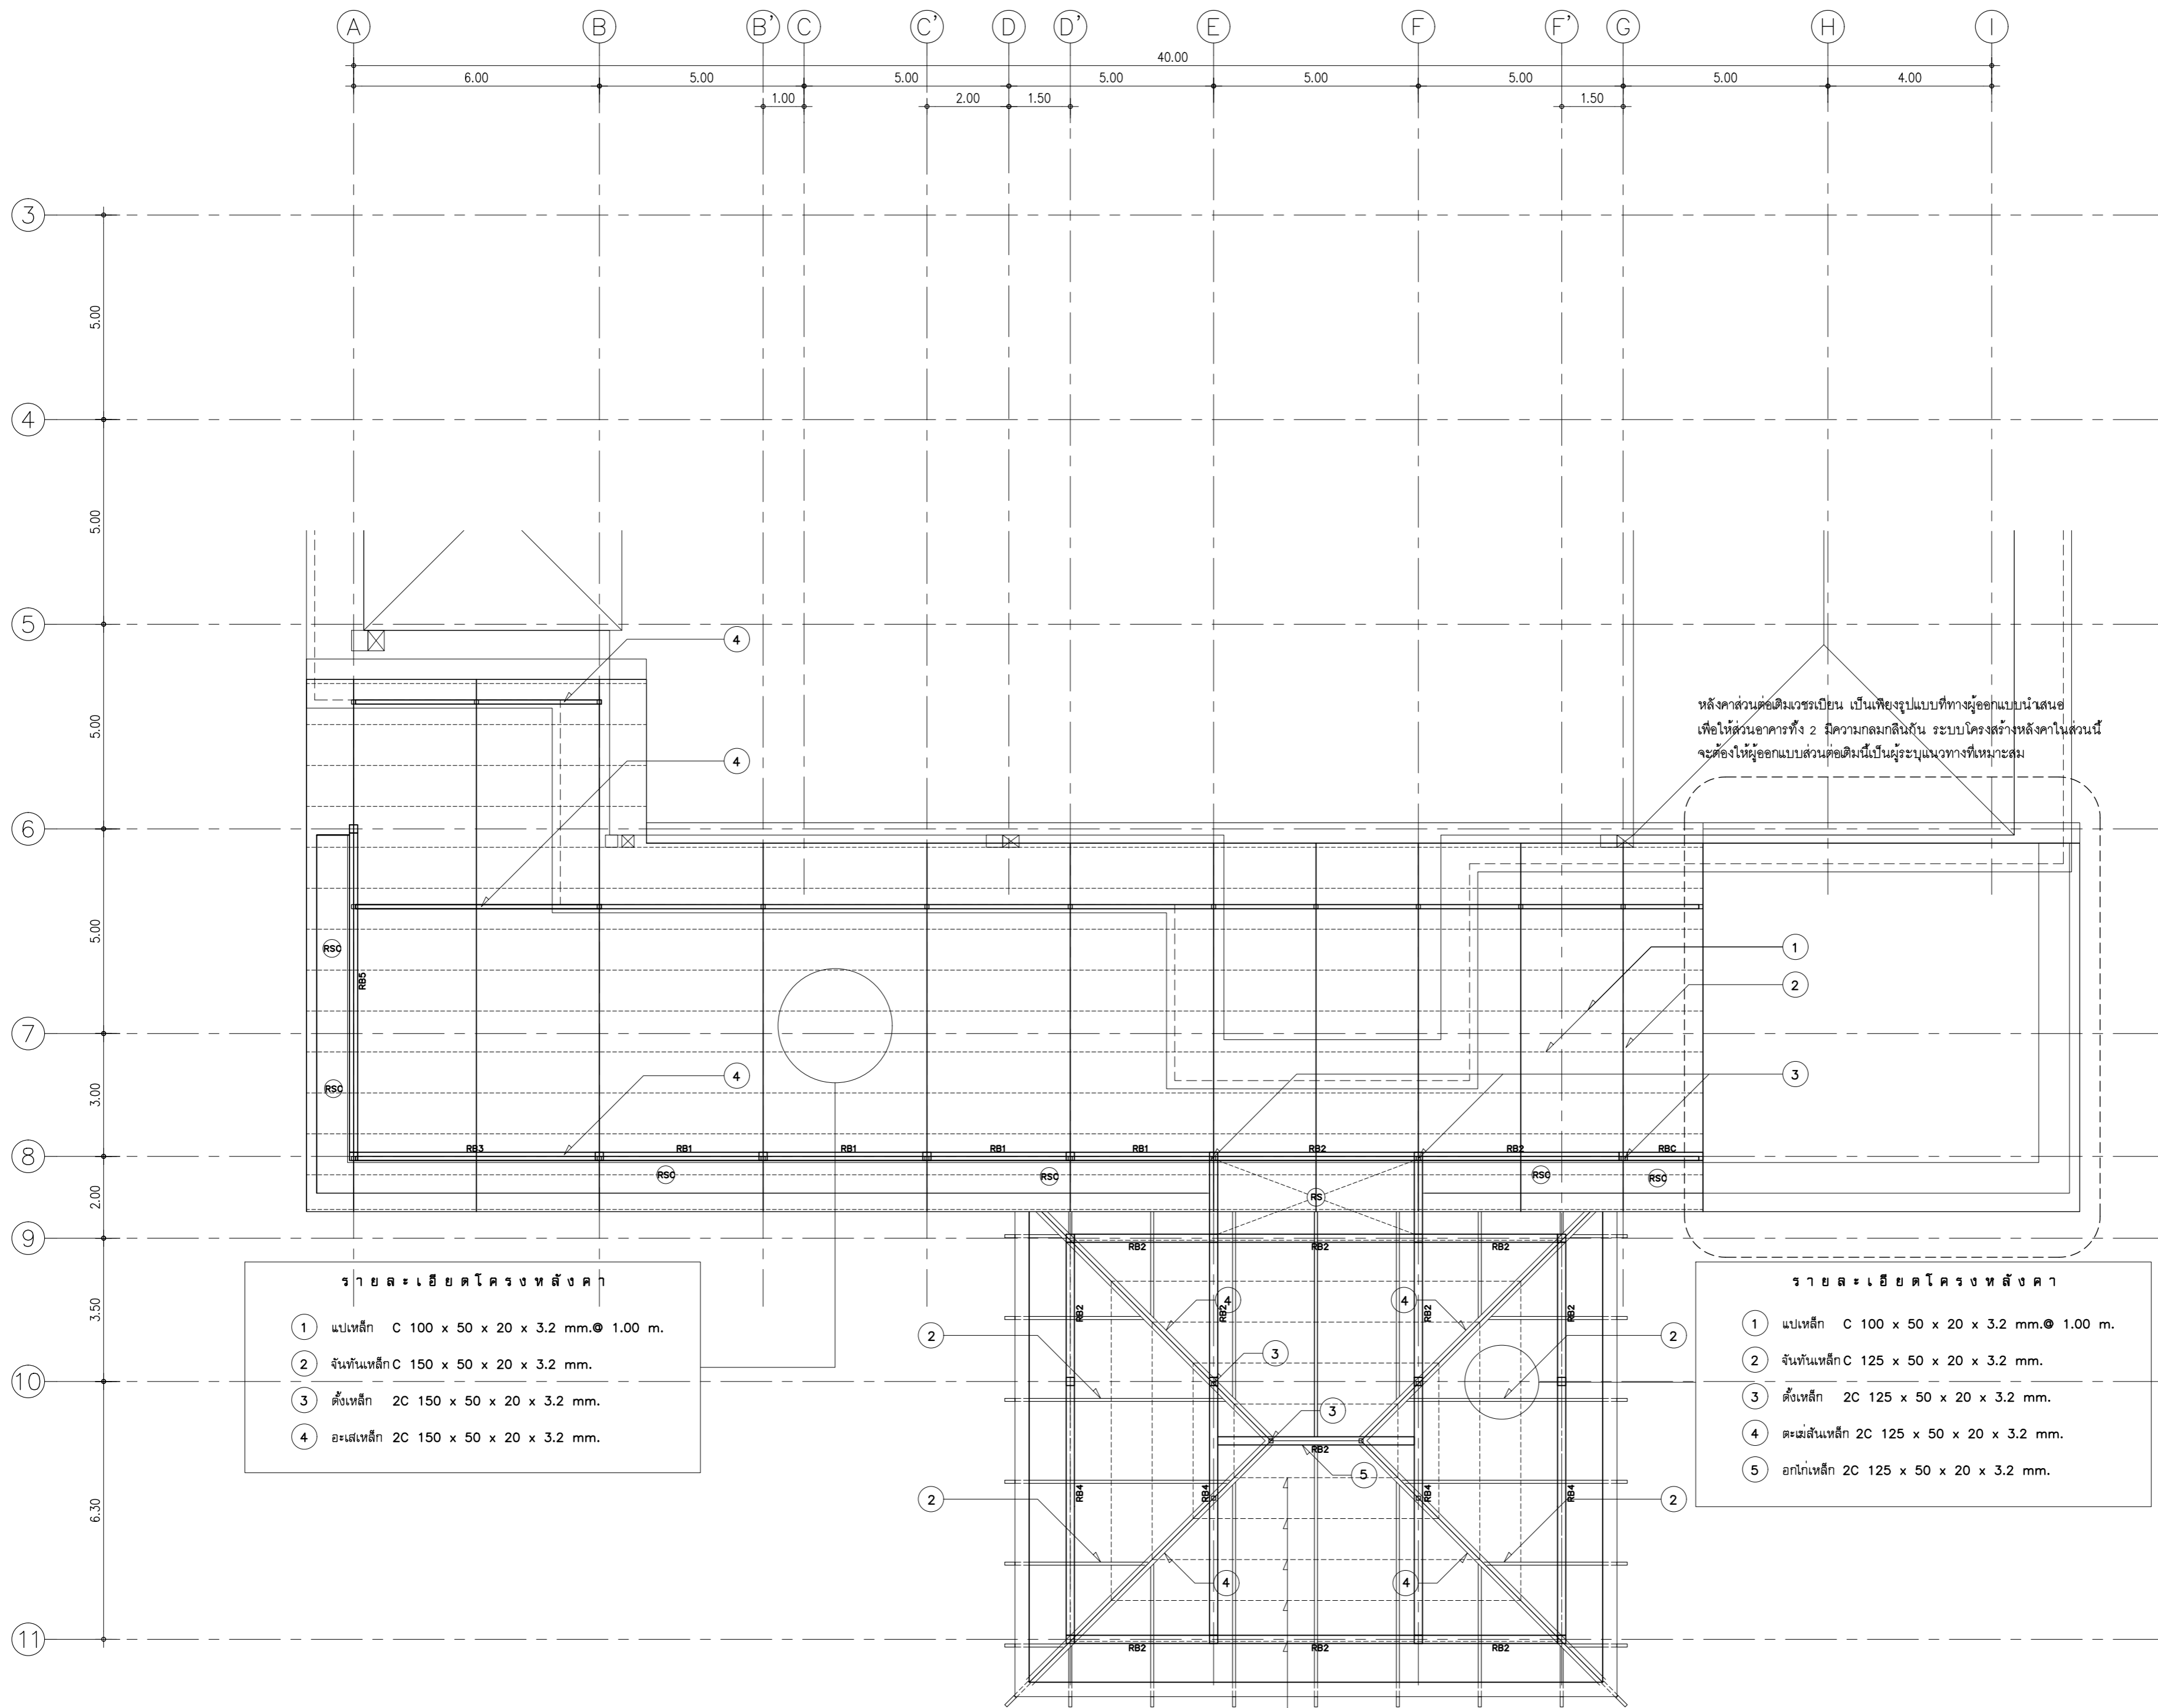 A B B' C C' D D' E F F' G H I
40.00
6.00 5.00 5.00 5.00 5.00 5.00 5.00 4.00
1.00 2.00 1.50 1.50
3
5.00
4
5.00
5
4
5.00
หลังคาส่วนต่อเติมเวชรเบียน เป็นเพียงรูปแบบที่ทางผู้ออกแบบนำเสนอ
เพื่อให้ส่วนอาคารทั้ง 2 มีความกลมกลืนกัน ระบบโครงสร้างหลังคาในส่วนนี้
จะต้องให้ผู้ออกแบบส่วนต่อเติมนี้เป็นผู้ระบุแนวทางที่เหมาะสม
4
6
5.00
RSC
1
RB5
2
7
3.00
RSC
4
3
8
RB3 RB1 RB1 RB1 RB1 RB2 RB2 RBC
RSC RSC RSC RSC
2.00
RS
9
RB2 RB2 RB2
3.50
RB2 RB2 RB2 RB2
4 4
2 2
3
10
3
RB2
5
6.30
RB4 RB4 RB4 RB4
2 2
4 4
11
RB2 RB2 RB2
รายละเอียดโครงหลังคา
1 แปเหล็ก C 100 x 50 x 20 x 3.2 mm.@ 1.00 m.
2 จันทันเหล็ก C 150 x 50 x 20 x 3.2 mm.
3 ดั้งเหล็ก 2C 150 x 50 x 20 x 3.2 mm.
4 อะเสเหล็ก 2C 150 x 50 x 20 x 3.2 mm.
รายละเอียดโครงหลังคา
1 แปเหล็ก C 100 x 50 x 20 x 3.2 mm.@ 1.00 m.
2 จันทันเหล็ก C 125 x 50 x 20 x 3.2 mm.
3 ดั้งเหล็ก 2C 125 x 50 x 20 x 3.2 mm.
4 ตะเฆ่สันเหล็ก 2C 125 x 50 x 20 x 3.2 mm.
5 อกไก่เหล็ก 2C 125 x 50 x 20 x 3.2 mm.